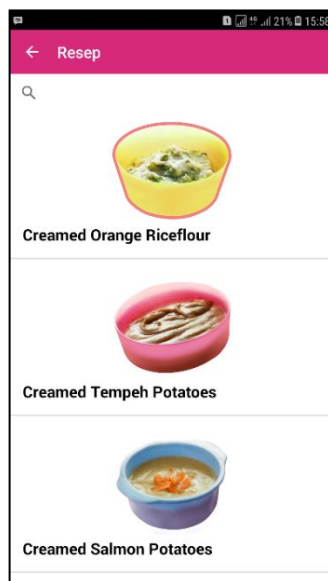 21% 15:58
Resep
Creamed Orange Riceflour
Creamed Tempeh Potatoes
Creamed Salmon Potatoes